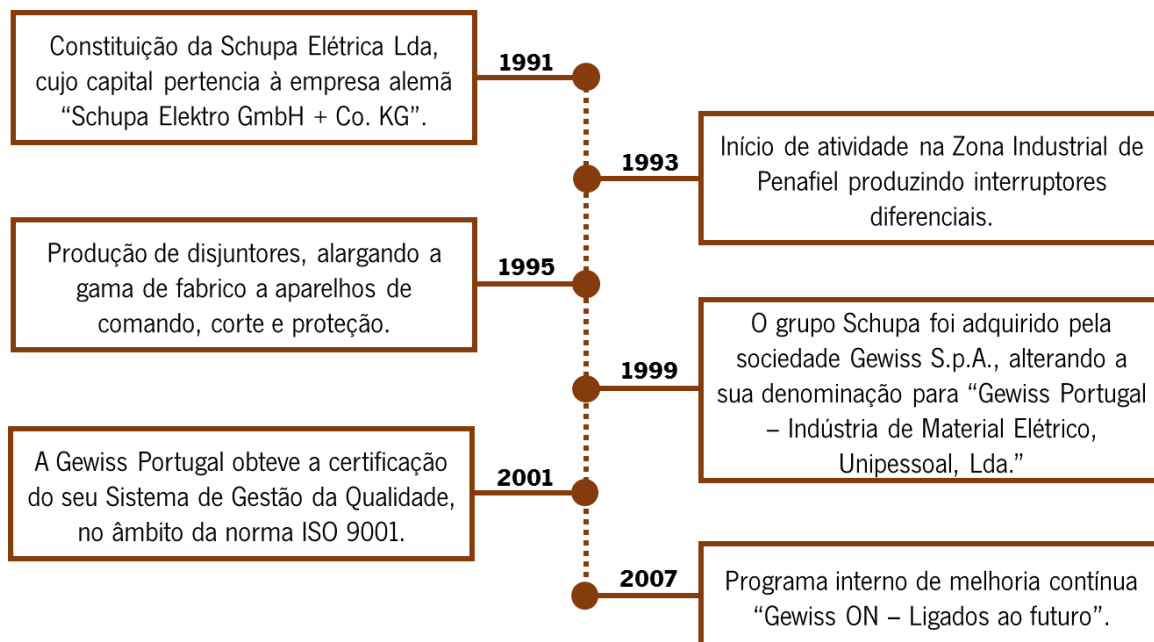 Constituição da Schupa Elétrica Lda,
cujo capital pertencia à empresa alemã
“Schupa Elektro GmbH + Co. KG”.
1991
1993
Início de atividade na Zona Industrial de
Penafiel produzindo interruptores
diferenciais.
Produção de disjuntores, alargando a
gama de fabrico a aparelhos de
comando, corte e proteção.
1995
1999
O grupo Schupa foi adquirido pela
sociedade Gewiss S.p.A., alterando a
sua denominação para “Gewiss Portugal
– Indústria de Material Elétrico,
Unipessoal, Lda.”
A Gewiss Portugal obteve a certificação
do seu Sistema de Gestão da Qualidade,
no âmbito da norma ISO 9001.
2001
2007
Programa interno de melhoria contínua
“Gewiss ON – Ligados ao futuro”.